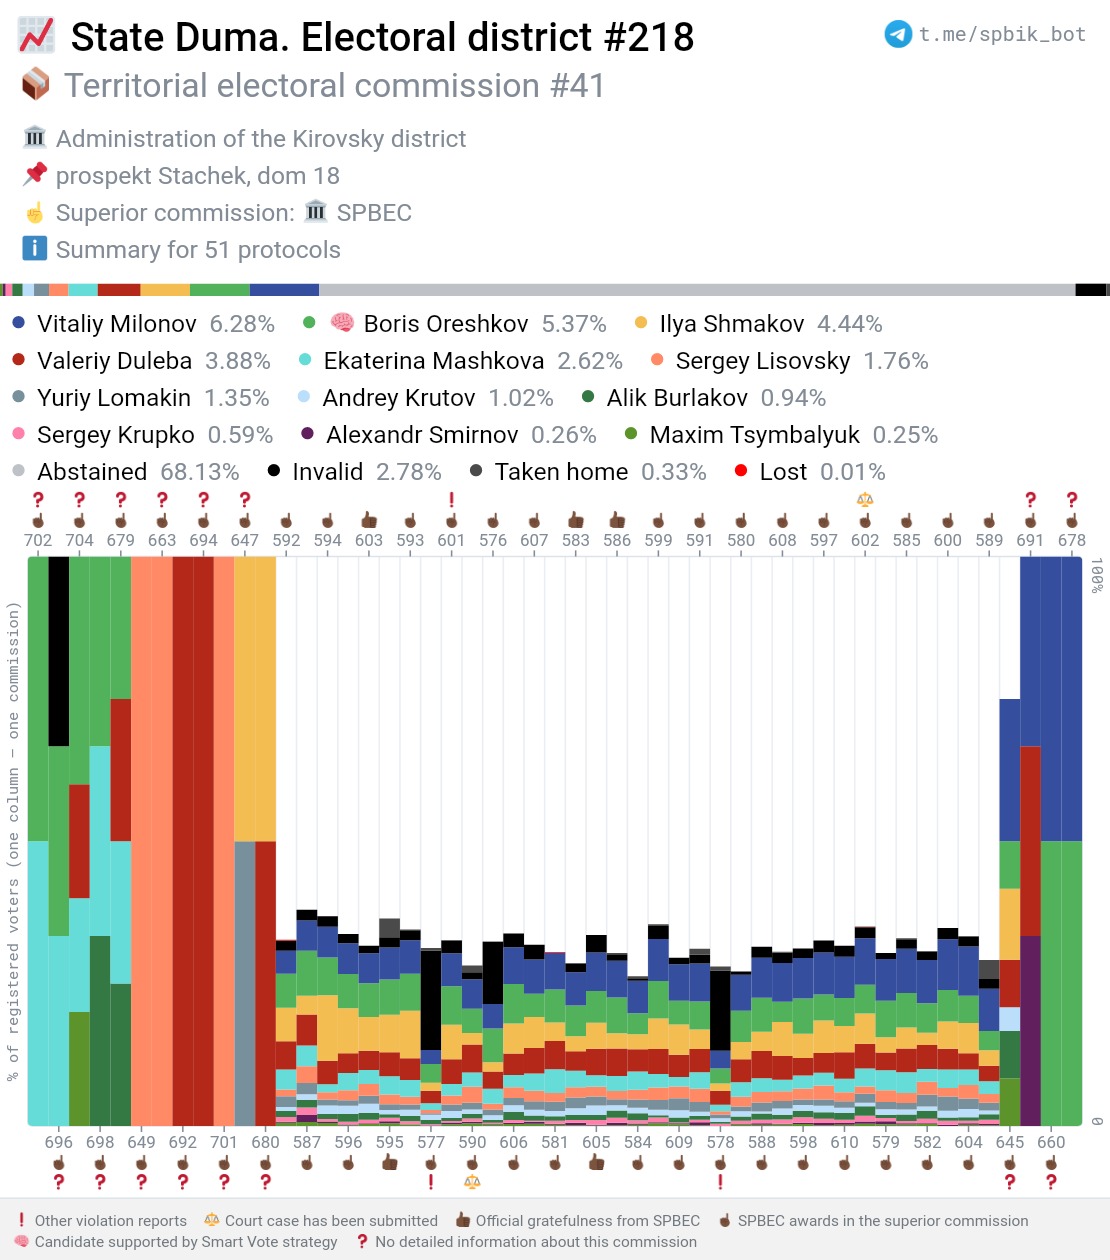 State Duma. Electoral district #218
t.me/spbik_bot
Territorial electoral commission #41
Administration of the Kirovsky district
prospekt Stachek, dom 18
Superior commission: SPBEC
Summary for 51 protocols
Vitaliy Milonov 6.28% Boris Oreshkov 5.37% Ilya Shmakov 4.44%
Valeriy Duleba 3.88% Ekaterina Mashkova 2.62% Sergey Lisovsky 1.76%
Yuriy Lomakin 1.35% Andrey Krutov 1.02% Alik Burlakov 0.94%
Sergey Krupko 0.59% Alexandr Smirnov 0.26% Maxim Tsymbalyuk 0.25%
Abstained 68.13% Invalid 2.78% Taken home 0.33% Lost 0.01%
? ? ? ? ? ? ! ? ?
702 704 679 663 694 647 592 594 603 593 601 576 607 583 586 599 591 580 608 597 602 585 600 589 691 678
100%
% of registered voters (one column – one commission)
0
696 698 649 692 701 680 587 596 595 577 590 606 581 605 584 609 578 588 598 610 579 582 604 645 660
? ? ? ? ? ? ! ! ? ?
! Other violation reports Court case has been submitted Official gratefulness from SPBEC SPBEC awards in the superior commission
Candidate supported by Smart Vote strategy ? No detailed information about this commission